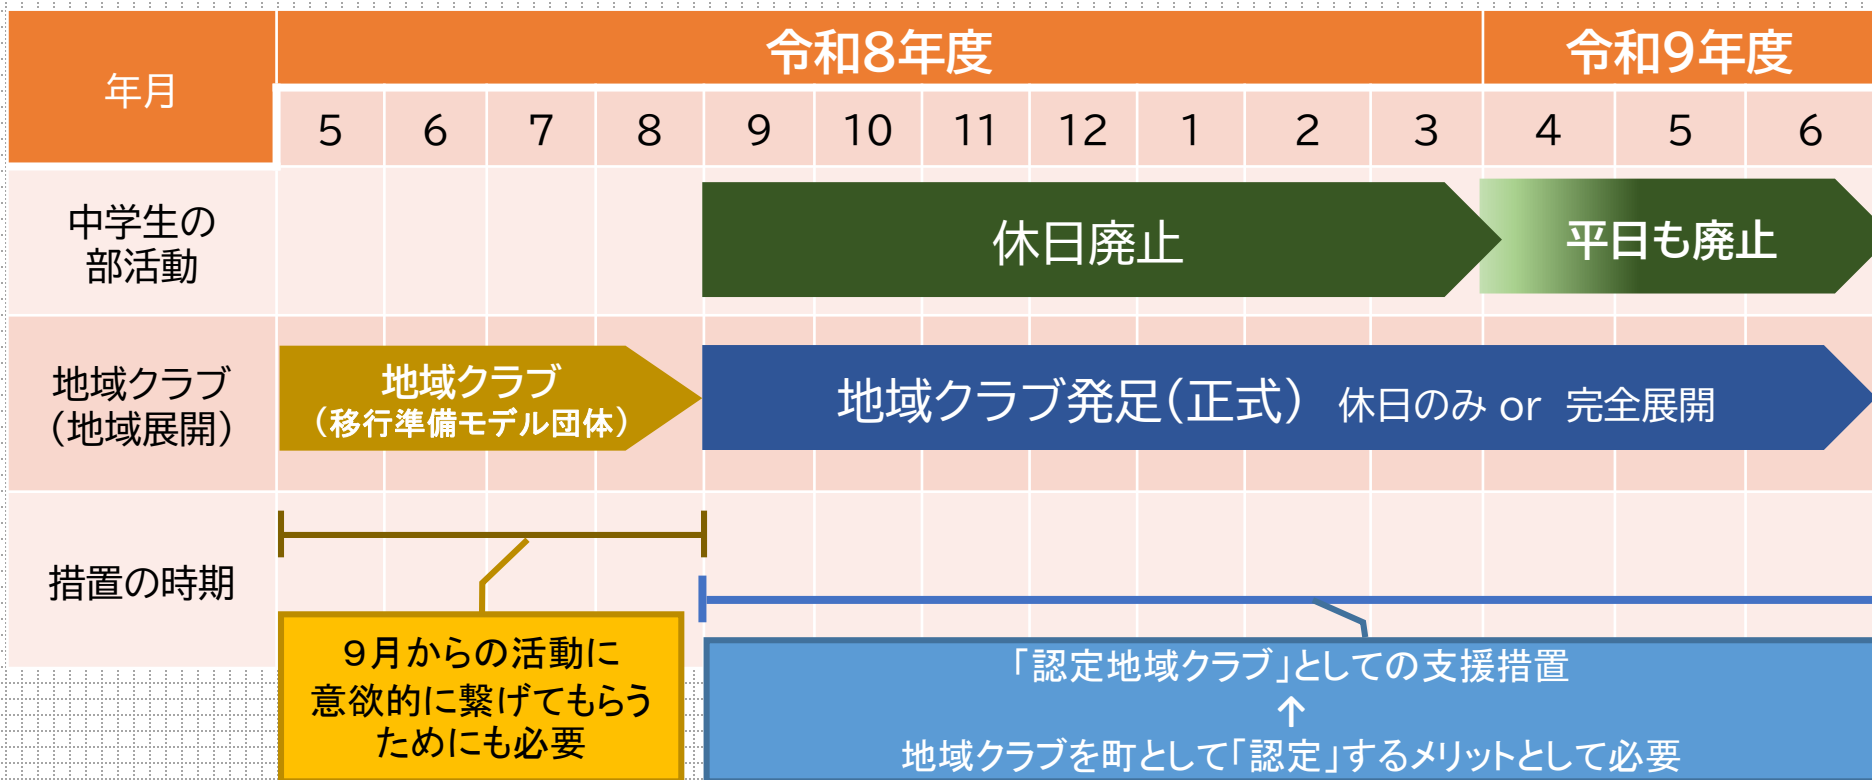 年月
令和8年度
令和9年度
5 6 7 8 9 10 11 12 1 2 3 4 5 6
中学生の
部活動
休日廃止
平日も廃止
地域クラブ
（地域展開）
地域クラブ
（移行準備モデル団体）
地域クラブ発足（正式） 休日のみ or 完全展開
措置の時期
９月からの活動に
意欲的に繋げてもらう
ためにも必要
「認定地域クラブ」としての支援措置
↑
地域クラブを町として「認定」するメリットとして必要